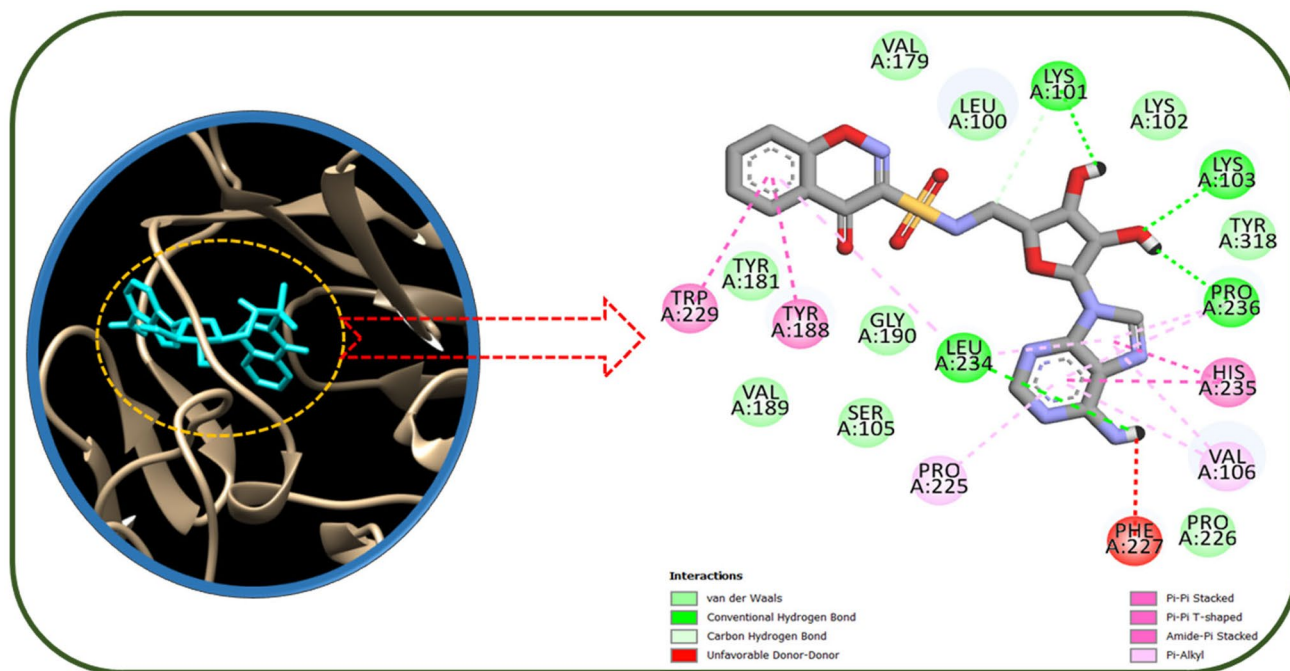 VAL
A:179
LEU
A:100
LYS
A:101
LYS
A:102
LYS
A:103
TYR
A:318
TYR
A:181
TRP
A:229
TYR
A:188
GLY
A:190
LEU
A:234
PRO
A:236
HIS
A:235
VAL
A:189
SER
A:105
PRO
A:225
VAL
A:106
PHE
A:227
PRO
A:226
Interactions
van der Waals
Conventional Hydrogen Bond
Carbon Hydrogen Bond
Unfavorable Donor-Donor
Pi-Pi Stacked
Pi-Pi T-shaped
Amide-Pi Stacked
Pi-Alkyl